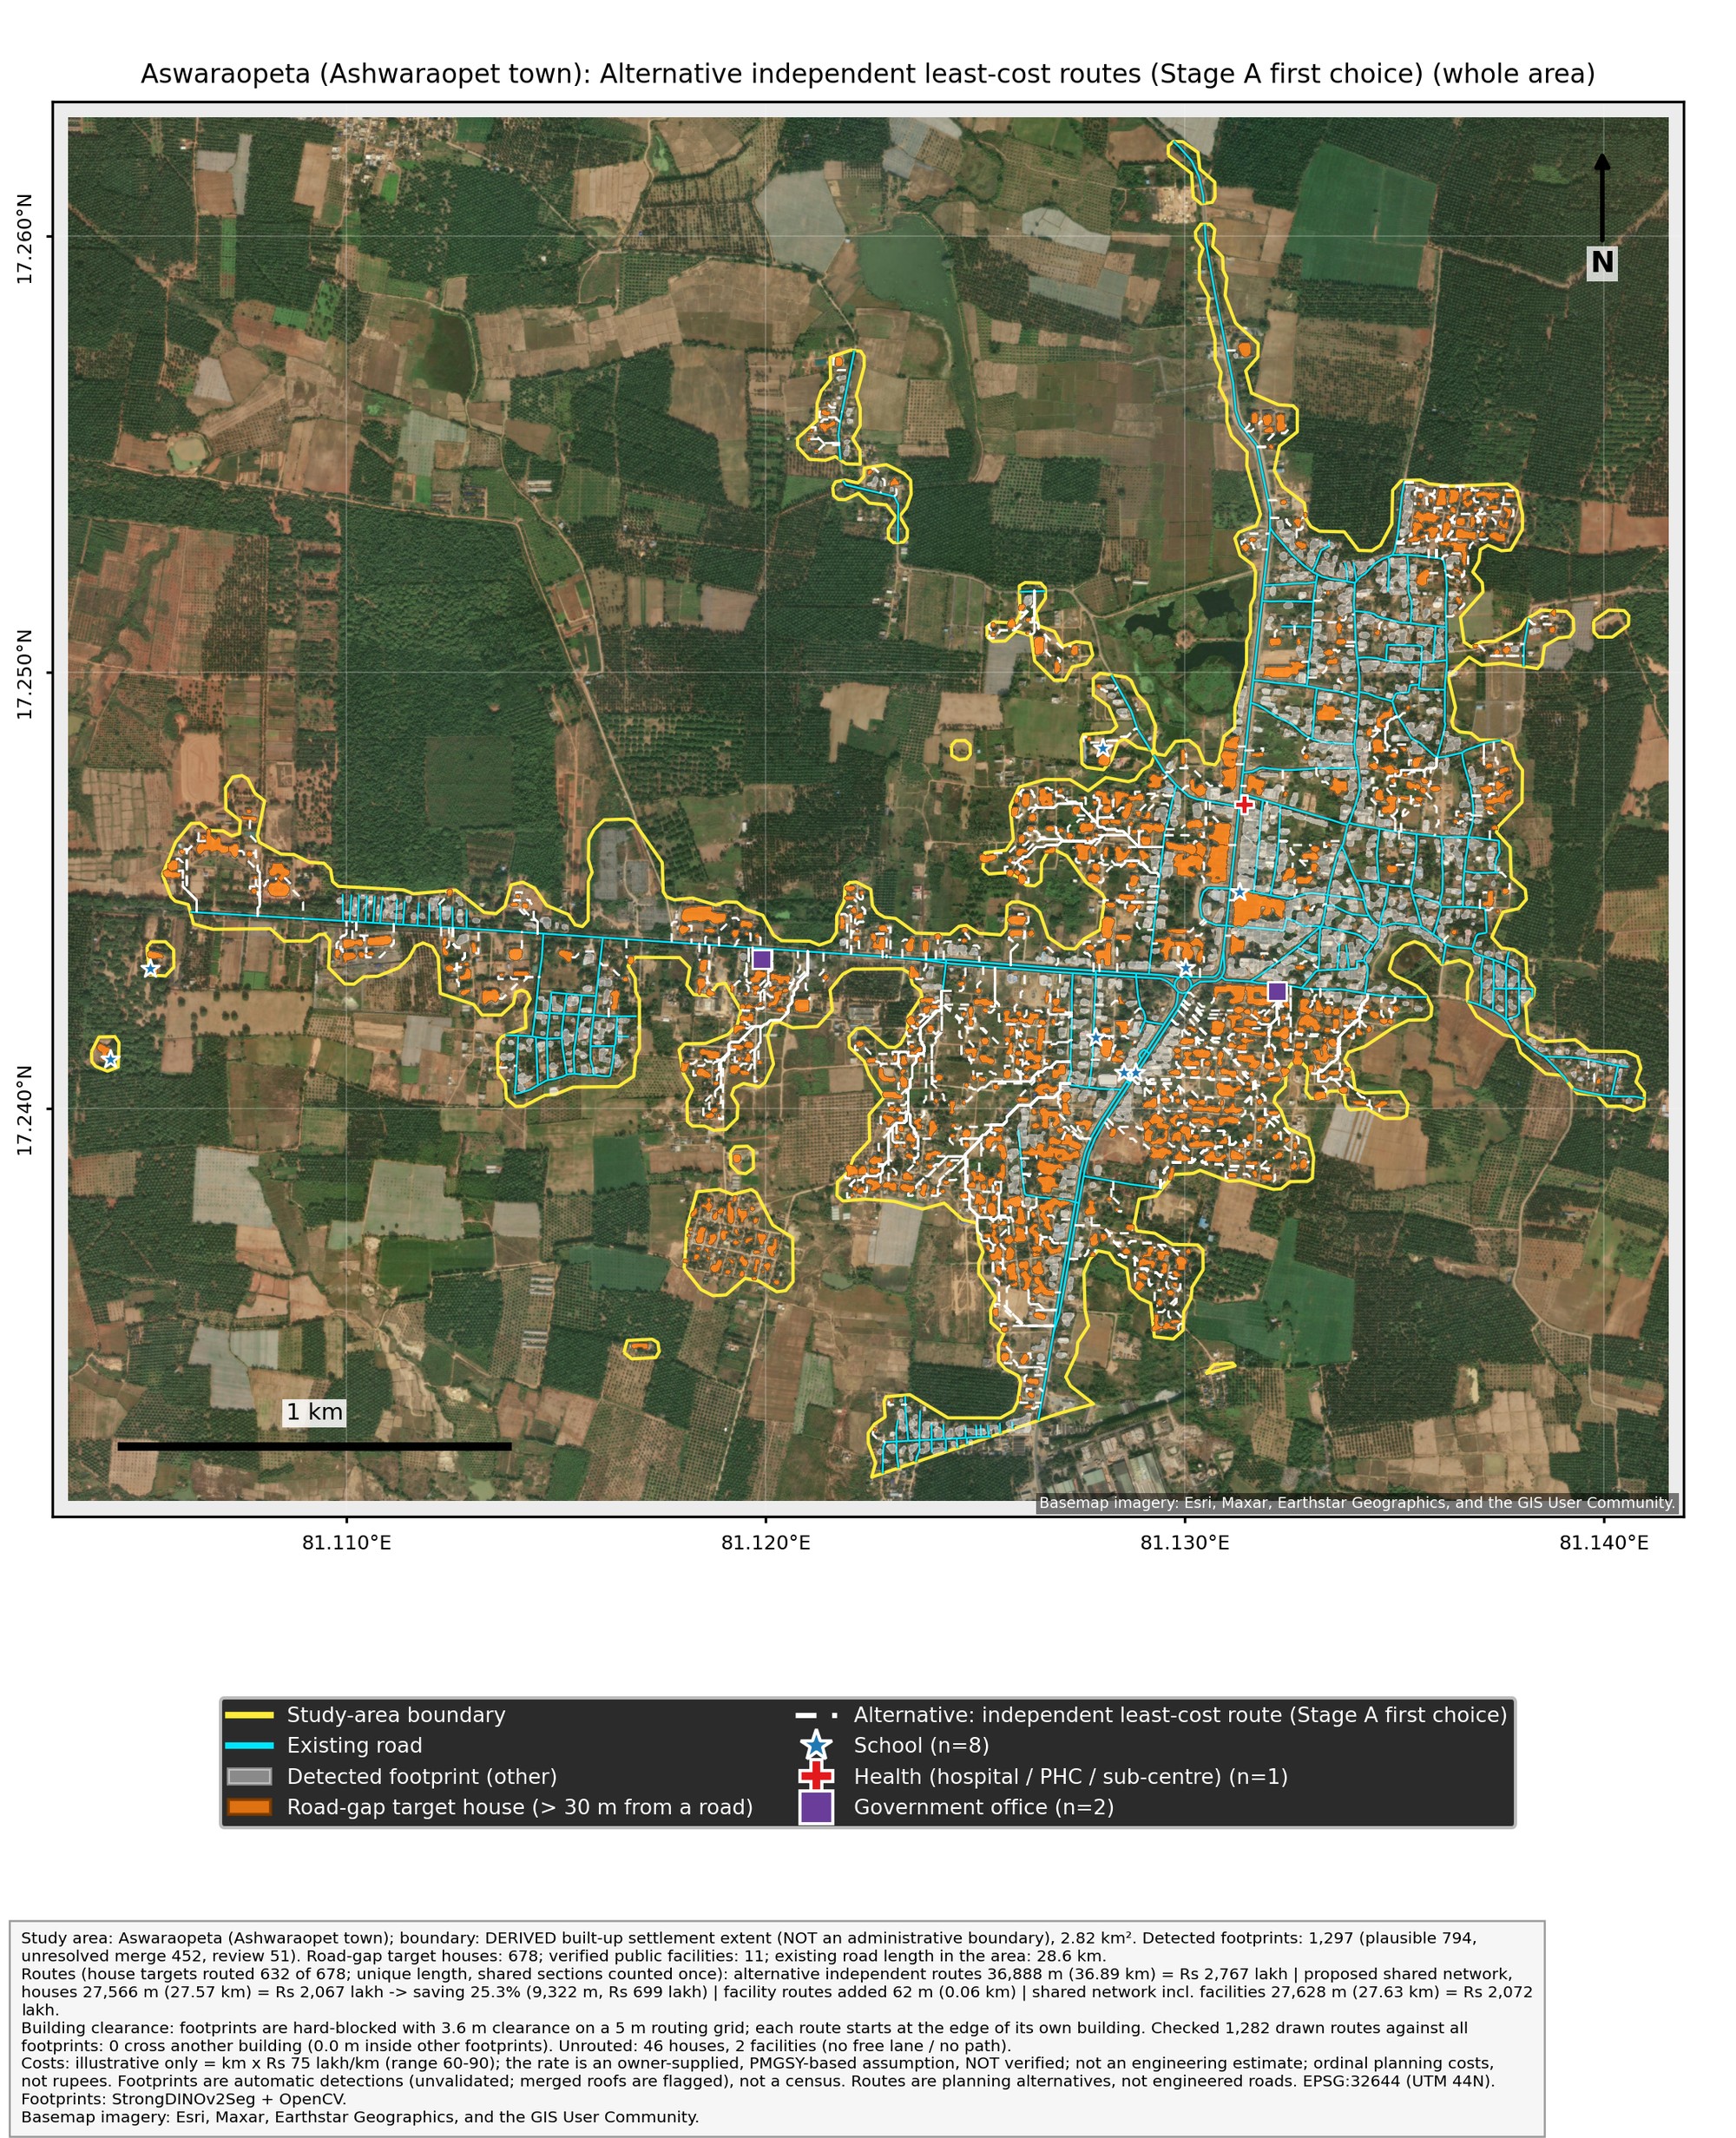 Aswaraopeta (Ashwaraopet town): Alternative independent least-cost routes (Stage A first choice) (whole area)
17.260°N
N
17.250°N
17.240°N
1 km
Basemap imagery: Esri, Maxar, Earthstar Geographics, and the GIS User Community.
81.110°E 81.120°E 81.130°E 81.140°E
Study-area boundary
Existing road
Detected footprint (other)
Road-gap target house (> 30 m from a road)
Alternative: independent least-cost route (Stage A first choice)
School (n=8)
Health (hospital / PHC / sub-centre) (n=1)
Government office (n=2)
Study area: Aswaraopeta (Ashwaraopet town); boundary: DERIVED built-up settlement extent (NOT an administrative boundary), 2.82 km². Detected footprints: 1,297 (plausible 794,
unresolved merge 452, review 51). Road-gap target houses: 678; verified public facilities: 11; existing road length in the area: 28.6 km.
Routes (house targets routed 632 of 678; unique length, shared sections counted once): alternative independent routes 36,888 m (36.89 km) = Rs 2,767 lakh | proposed shared network,
houses 27,566 m (27.57 km) = Rs 2,067 lakh -> saving 25.3% (9,322 m, Rs 699 lakh) | facility routes added 62 m (0.06 km) | shared network incl. facilities 27,628 m (27.63 km) = Rs 2,072
lakh.
Building clearance: footprints are hard-blocked with 3.6 m clearance on a 5 m routing grid; each route starts at the edge of its own building. Checked 1,282 drawn routes against all
footprints: 0 cross another building (0.0 m inside other footprints). Unrouted: 46 houses, 2 facilities (no free lane / no path).
Costs: illustrative only = km x Rs 75 lakh/km (range 60-90); the rate is an owner-supplied, PMGSY-based assumption, NOT verified; not an engineering estimate; ordinal planning costs,
not rupees. Footprints are automatic detections (unvalidated; merged roofs are flagged), not a census. Routes are planning alternatives, not engineered roads. EPSG:32644 (UTM 44N).
Footprints: StrongDINOv2Seg + OpenCV.
Basemap imagery: Esri, Maxar, Earthstar Geographics, and the GIS User Community.